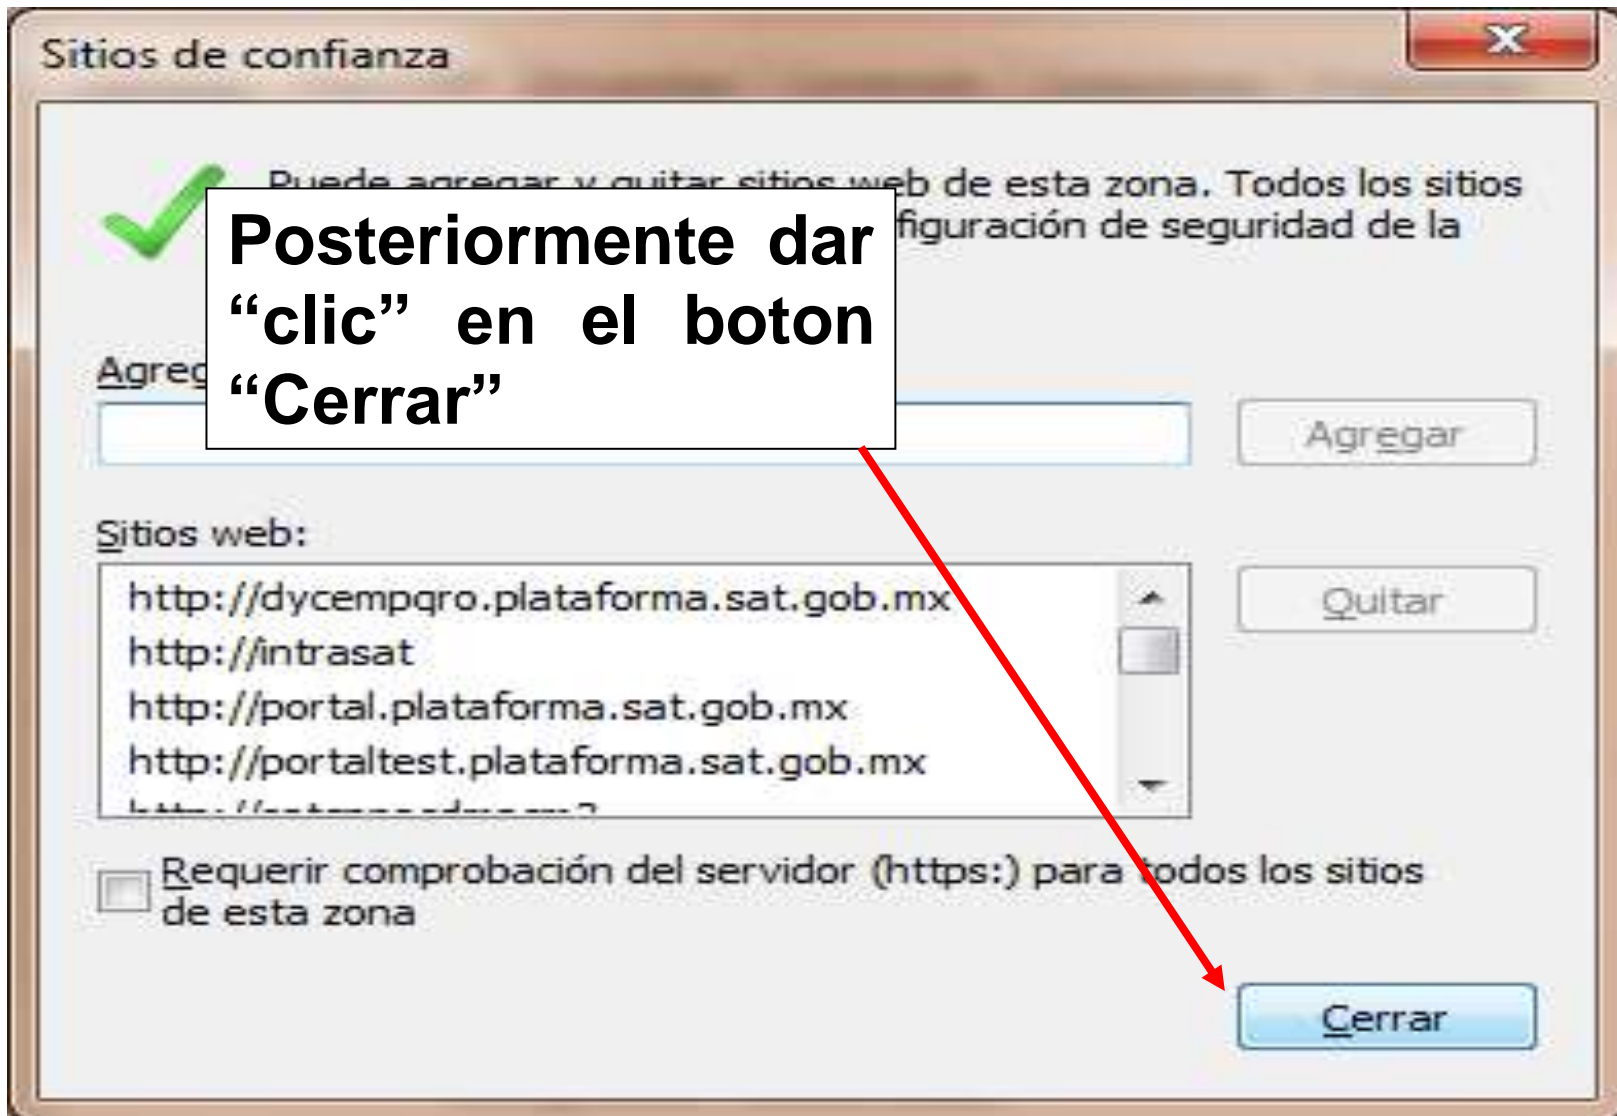 Sitios de confianza
Puede agregar y quitar sitios web de esta zona. Todos los sitios
figuración de seguridad de la
Posteriormente dar
“clic” en el boton
“Cerrar”
Agreg
Agregar
Sitios web:
http://dycempqro.plataforma.sat.gob.mx
http://intrasat
http://portal.plataforma.sat.gob.mx
http://portaltest.plataforma.sat.gob.mx
Quitar
Requerir comprobación del servidor (https:) para todos los sitios
de esta zona
Cerrar